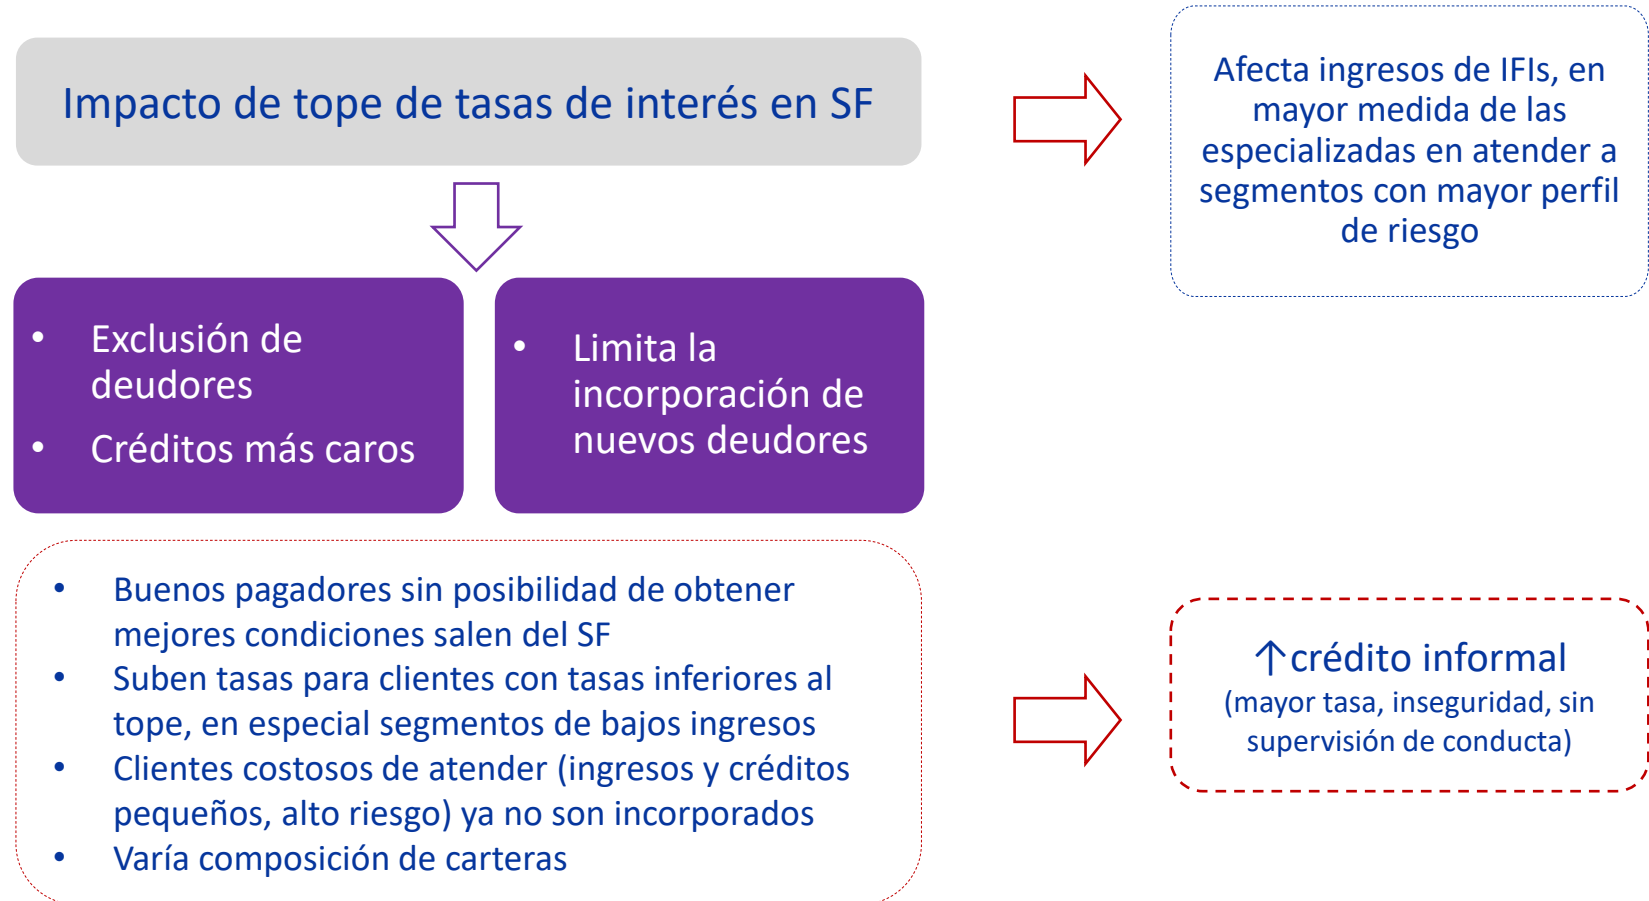 Impacto de tope de tasas de interés en SF
Afecta ingresos de IFIs, en
mayor medida de las
especializadas en atender a
segmentos con mayor perfil
de riesgo
• Exclusión de
deudores
• Créditos más caros
• Limita la
incorporación de
nuevos deudores
• Buenos pagadores sin posibilidad de obtener
mejores condiciones salen del SF
• Suben tasas para clientes con tasas inferiores al
tope, en especial segmentos de bajos ingresos
• Clientes costosos de atender (ingresos y créditos
pequeños, alto riesgo) ya no son incorporados
• Varía composición de carteras
↑crédito informal
(mayor tasa, inseguridad, sin
supervisión de conducta)